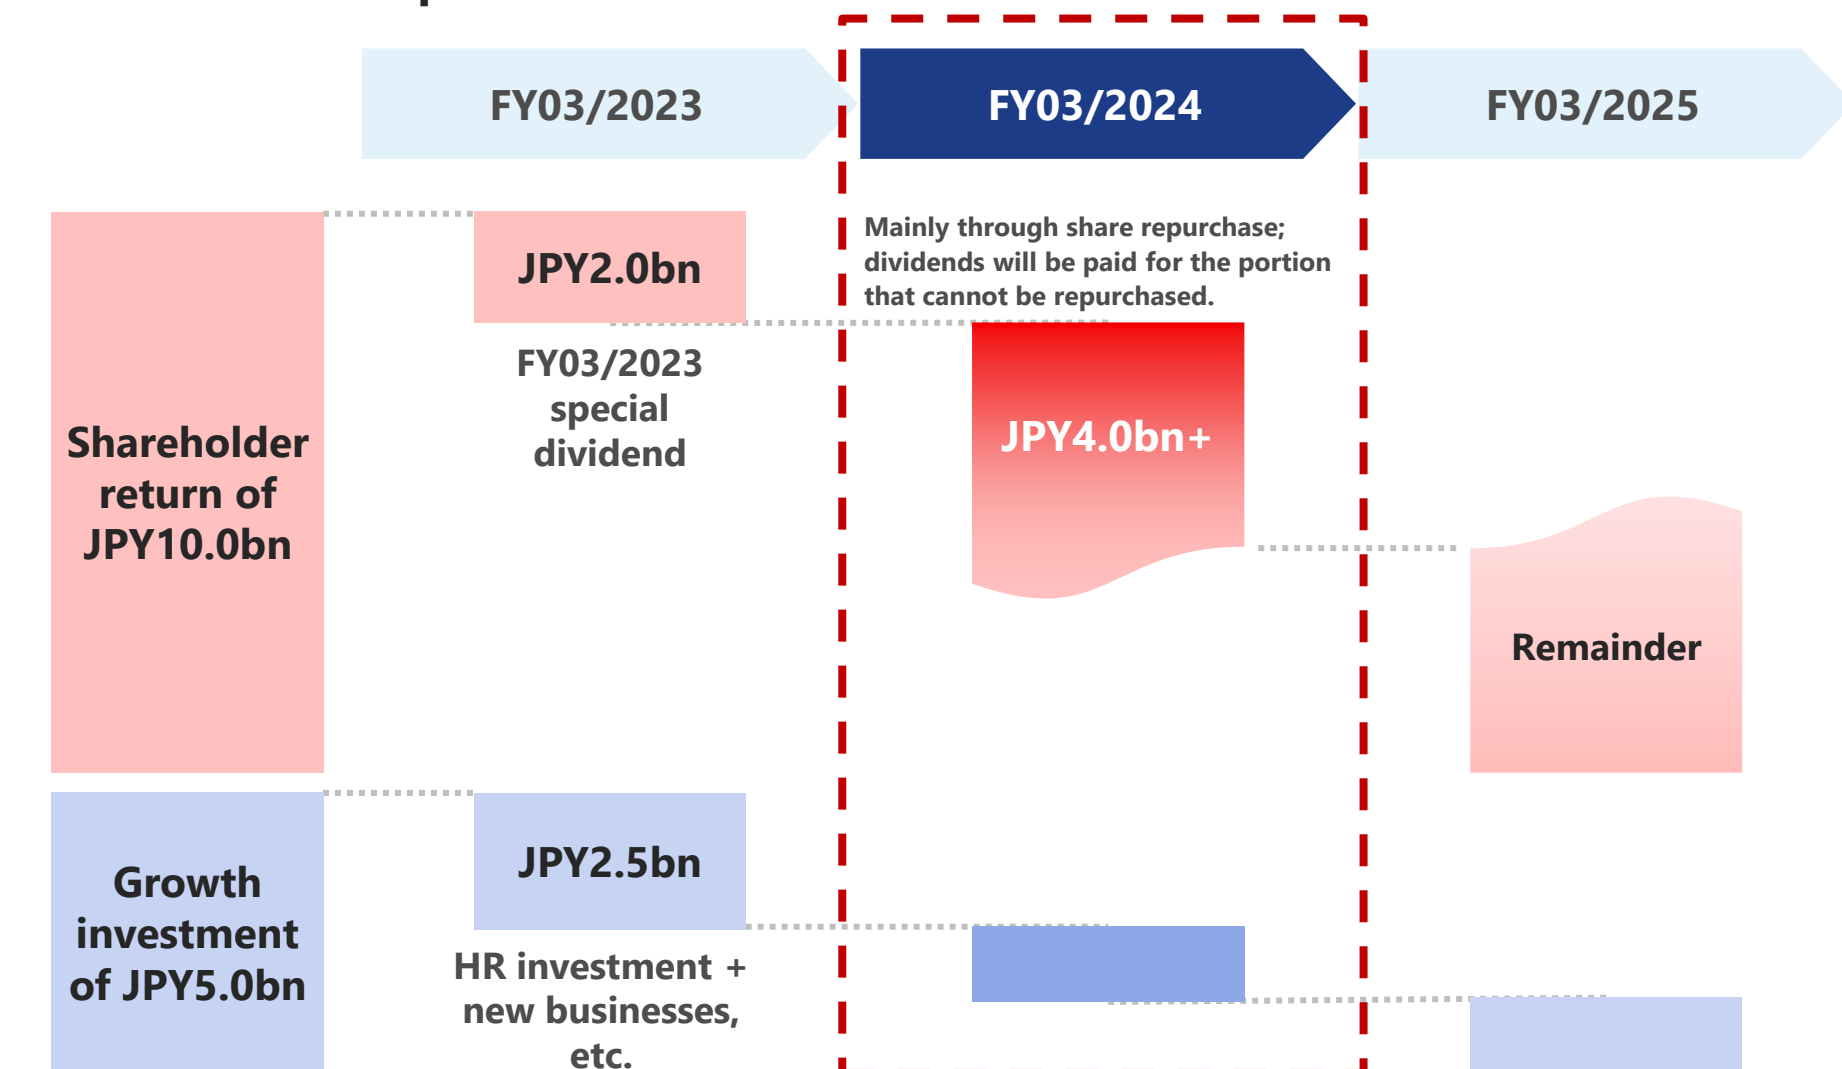 FY03/2023
FY03/2024
FY03/2025
Shareholder
return of
JPY10.0bn
JPY2.0bn
FY03/2023
special
dividend
Mainly through share repurchase;
dividends will be paid for the portion
that cannot be repurchased.
JPY4.0bn+
Remainder
Growth
investment
of JPY5.0bn
JPY2.5bn
HR investment +
new businesses,
etc.